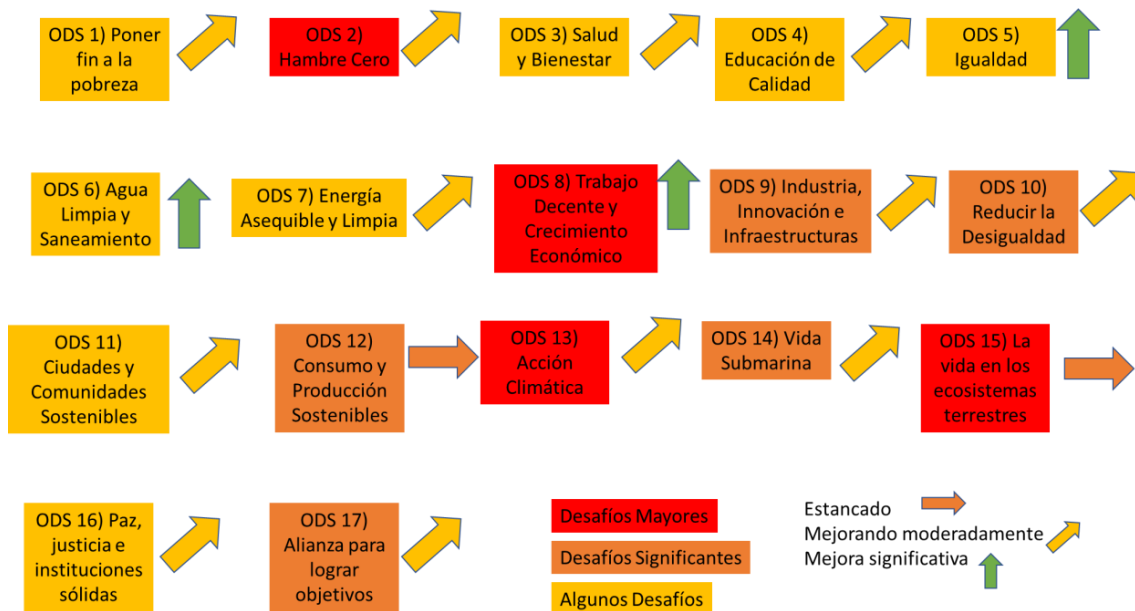 ODS 1) Poner
fin a la
pobreza
ODS 2)
Hambre Cero
ODS 3) Salud
y Bienestar
ODS 4)
Educación de
Calidad
ODS 5)
Igualdad
ODS 6) Agua
Limpia y
Saneamiento
ODS 7) Energía
Asequible y Limpia
ODS 8) Trabajo
Decente y
Crecimiento
Económico
ODS 9) Industria,
Innovación e
Infraestructuras
ODS 10)
Reducir la
Desigualdad
ODS 11)
Ciudades y
Comunidades
Sostenibles
ODS 12)
Consumo y
Producción
Sostenibles
ODS 13)
Acción
Climática
ODS 14) Vida
Submarina
ODS 15) La
vida en los
ecosistemas
terrestres
ODS 16) Paz,
justicia e
instituciones
sólidas
ODS 17)
Alianza para
lograr
objetivos
Desafíos Mayores
Desafíos Significantes
Algunos Desafíos
Estancado
Mejorando moderadamente
Mejora significativa